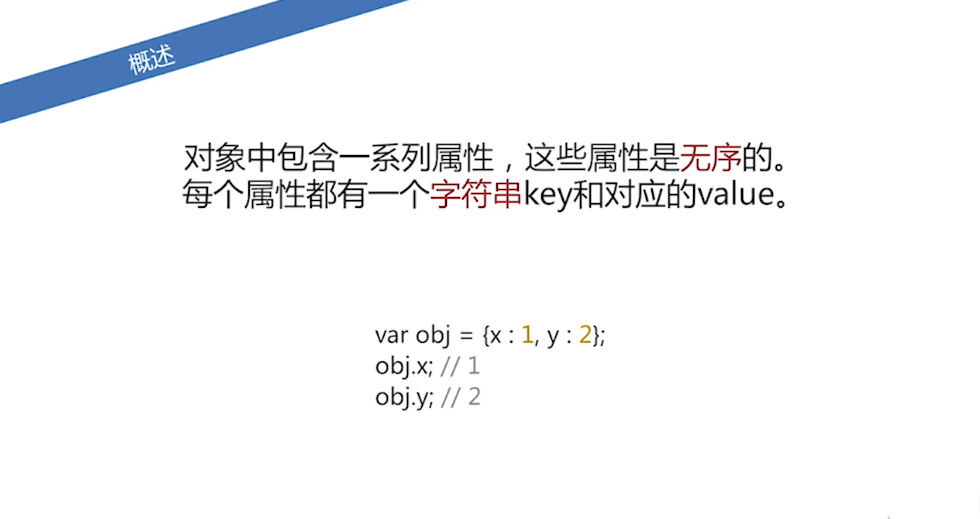 概述
对象中包含一系列属性，这些属性是无序的。
每个属性都有一个字符串key和对应的value。
var obj = {x : 1, y : 2};
obj.x; // 1
obj.y; // 2